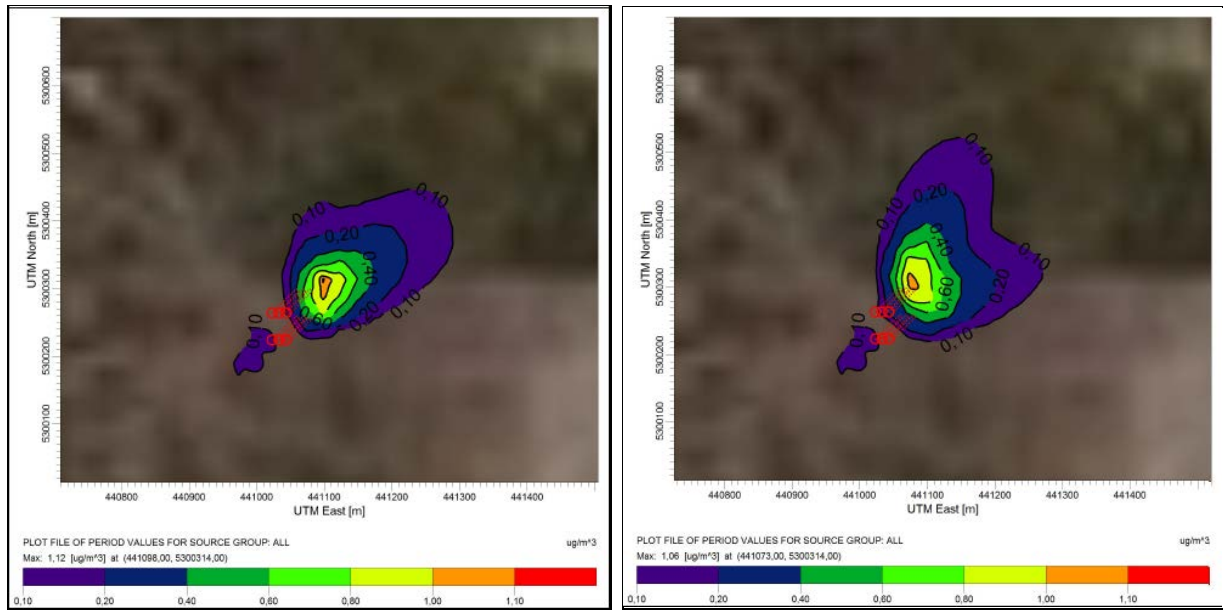 5300600
5300500
5300400
5300300
5300200
5300100
UTM North [m]
0,10
0,10
0,20
0,40
0,60
0,20
0,10
440800 440900 441000 441100 441200 441300 441400
UTM East [m]
PLOT FILE OF PERIOD VALUES FOR SOURCE GROUP: ALL ug/m^3
Max: 1,12 [ug/m^3] at (441098,00, 5300314,00)
0,10 0,20 0,40 0,60 0,80 1,00 1,10
5300600
5300500
5300400
5300300
5300200
5300100
UTM North [m]
0,10
0,10
0,20
0,40
0,10
0,60
0,20
0,10
440800 440900 441000 441100 441200 441300 441400
UTM East [m]
PLOT FILE OF PERIOD VALUES FOR SOURCE GROUP: ALL ug/m^3
Max: 1,06 [ug/m^3] at (441073,00, 5300314,00)
0,10 0,20 0,40 0,60 0,80 1,00 1,10